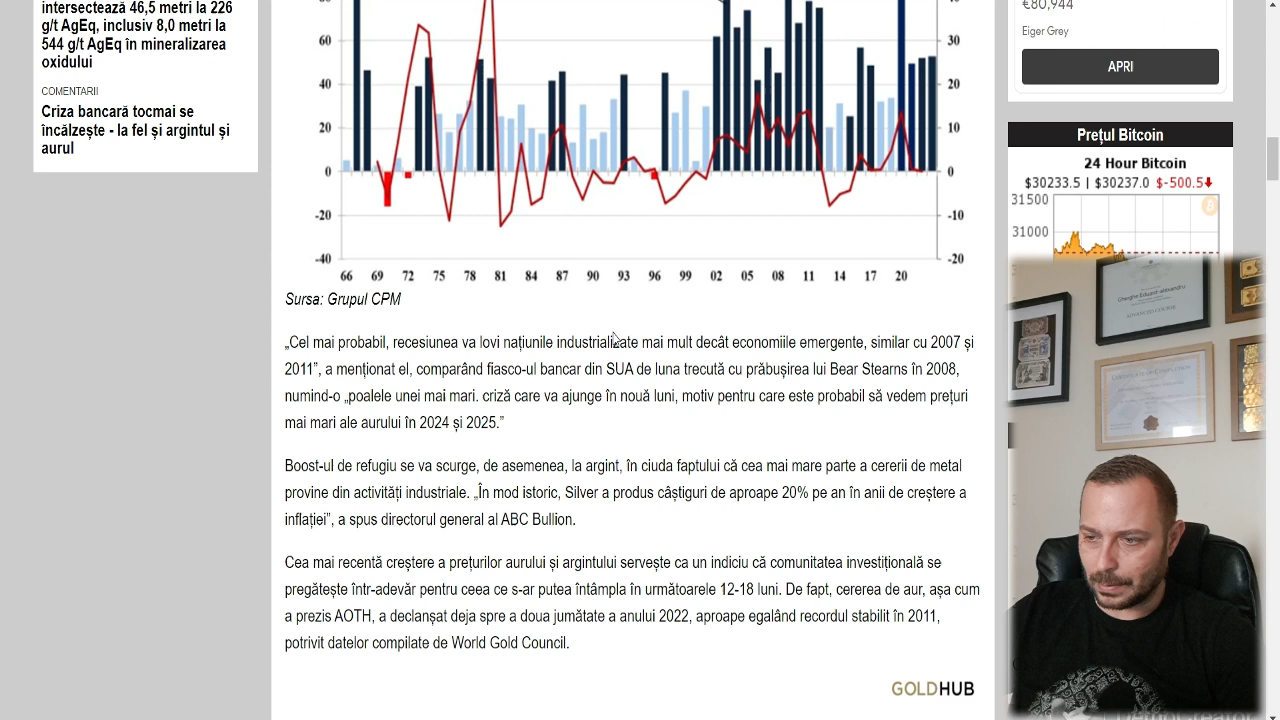 intersectează 46,5 metri la 226
g/t AgEq, inclusiv 8,0 metri la
544 g/t AgEq în mineralizarea
oxidului
COMENTARII
Criza bancară tocmai se
încălzește - la fel și argintul și
aurul
60
40
20
0
-20
-40
30
20
10
0
-10
-20
66 69 72 75 78 81 84 87 90 93 96 99 02 05 08 11 14 17 20
Sursa: Grupul CPM
„Cel mai probabil, recesiunea va lovi națiunile industrializate mai mult decât economiile emergente, similar cu 2007 și
2011”, a menționat el, comparând fiasco-ul bancar din SUA de luna trecută cu prăbușirea lui Bear Stearns în 2008,
numind-o „poalele unei mai mari. criză care va ajunge în nouă luni, motiv pentru care este probabil să vedem prețuri
mai mari ale aurului în 2024 și 2025.”
Boost-ul de refugiu se va scurge, de asemenea, la argint, în ciuda faptului că cea mai mare parte a cererii de metal
provine din activități industriale. „În mod istoric, Silver a produs câștiguri de aproape 20% pe an în anii de creștere a
inflației”, a spus directorul general al ABC Bullion.
Cea mai recentă creștere a prețurilor aurului și argintului servește ca un indiciu că comunitatea investițională se
pregătește într-adevăr pentru ceea ce s-ar putea întâmpla în următoarele 12-18 luni. De fapt, cererea de aur, așa cum
a prezis AOTH, a declanșat deja spre a doua jumătate a anului 2022, aproape egalând recordul stabilit în 2011,
potrivit datelor compilate de World Gold Council.
GOLDHUB
€80,944
Eiger Grey
APRI
Prețul Bitcoin
24 Hour Bitcoin
$30233.5 | $30237.0 $-500.5
31500
31000
Gherghe Eduard-alexandru